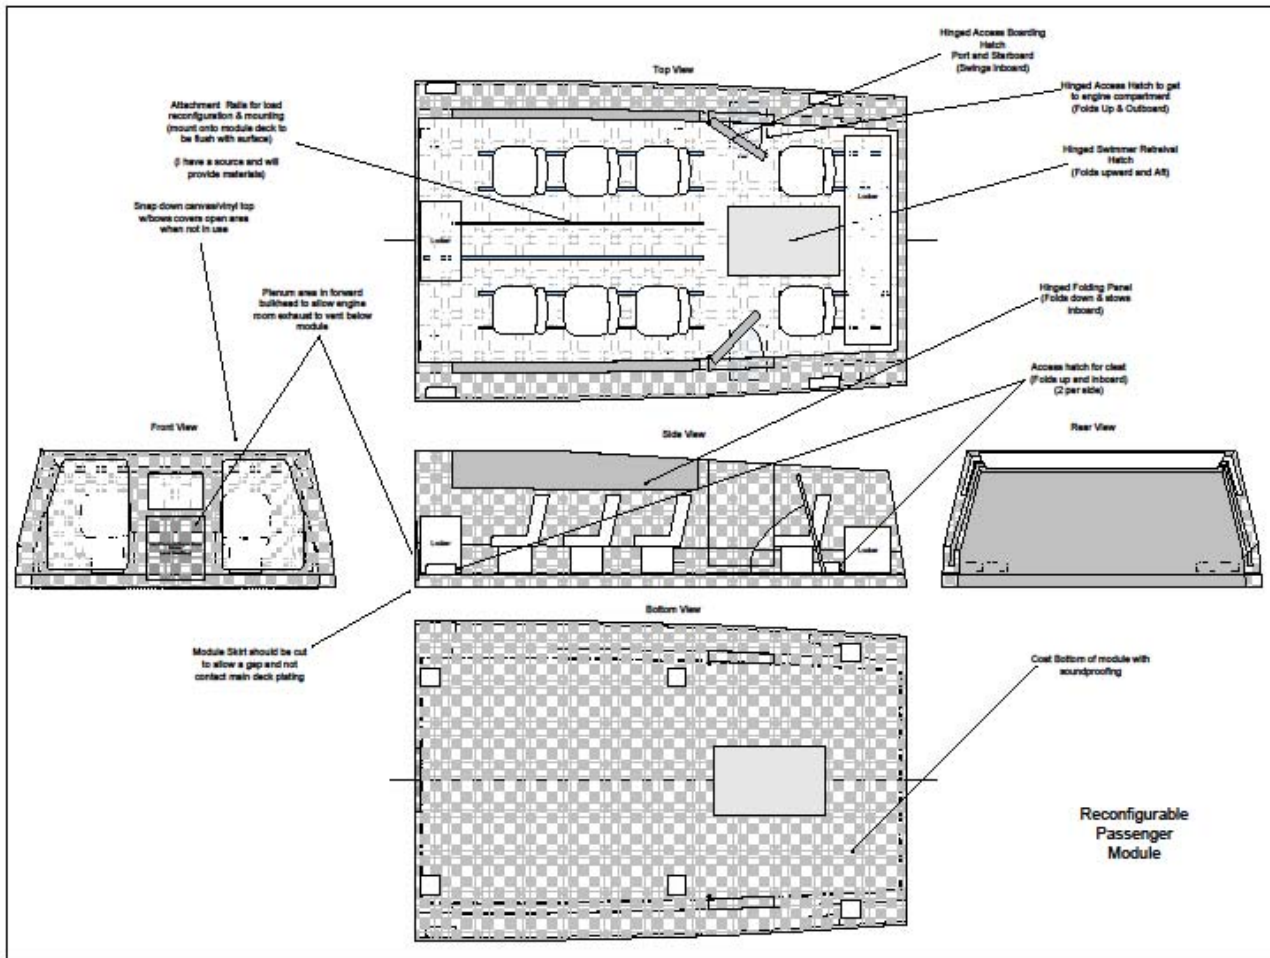 Hinged Access Boarding
Hatch
Port and Starboard
(Swings Inboard)
Top View
Hinged Access Hatch to get
to engine compartment
(Folds Up & Outboard)
Attachment Rails for load
reconfiguration & mounting
(mount onto module deck to
be flush with surface)
(I have a source and will
provide materials)
Hinged Swimmer Retreival
Hatch
(Folds upward and Aft)
Snap down canvas/vinyl top
w/bows covers open area
when not in use
Locker
Locker
Plenum area in forward
bulkhead to allow engine
room exhaust to vent below
module
Hinged Folding Panel
(Folds down & stows
inboard)
Access hatch for cleat
(Folds up and inboard)
(2 per side)
Front View
Side View
Rear View
Locker
Locker
Bottom View
Module Skirt should be cut
to allow a gap and not
contact main deck plating
Coat Bottom of module with
soundproofing
Reconfigurable
Passenger
Module